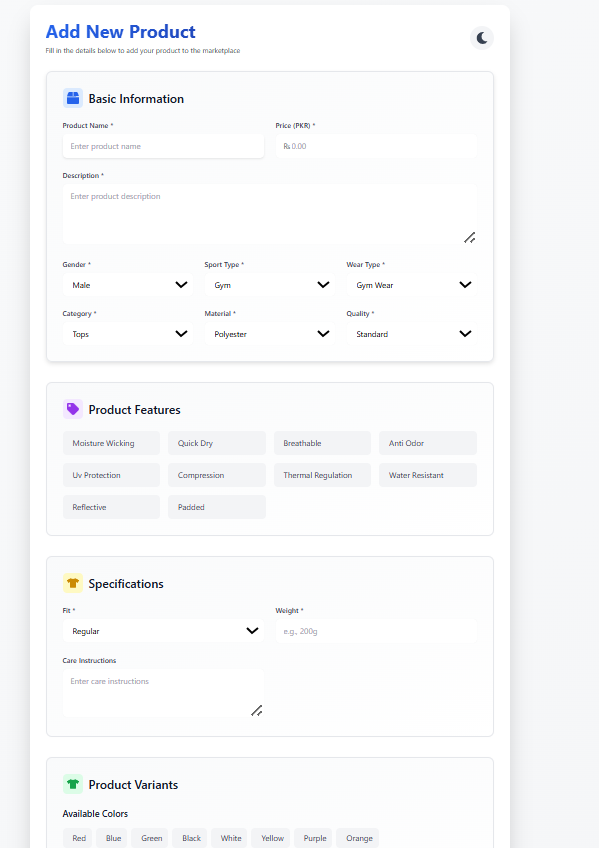 Add New Product
Fill in the details below to add your product to the marketplace
Basic Information
Product Name * Price (PKR) *
Enter product name ₨ 0.00
Description *
Enter product description
Gender * Sport Type * Wear Type *
Male Gym Gym Wear
Category * Material * Quality *
Tops Polyester Standard
Product Features
Moisture Wicking Quick Dry Breathable Anti Odor
Uv Protection Compression Thermal Regulation Water Resistant
Reflective Padded
Specifications
Fit * Weight *
Regular e.g., 200g
Care Instructions
Enter care instructions
Product Variants
Available Colors
Red Blue Green Black White Yellow Purple Orange